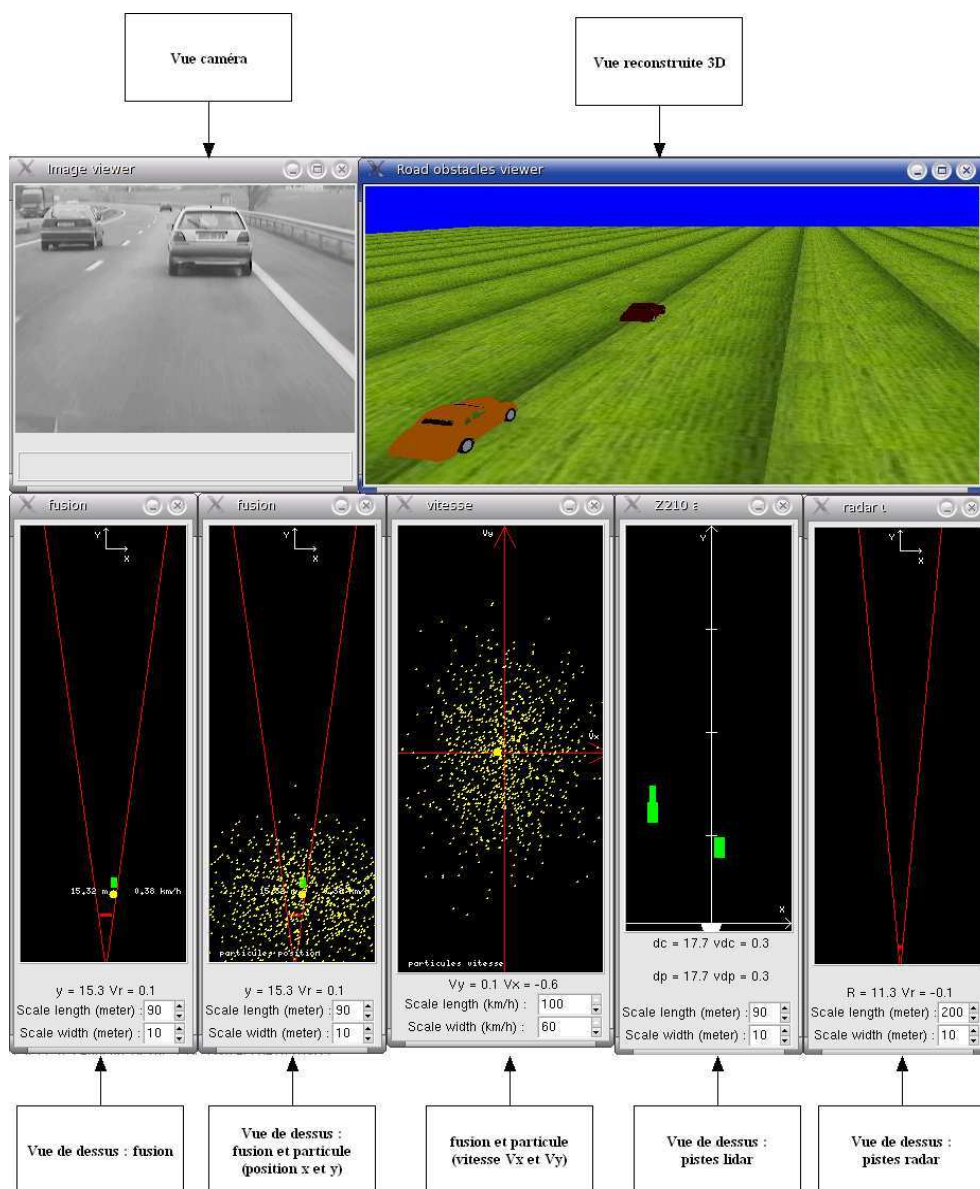 Vue caméra
Vue reconstruite 3D
Image viewer
Road obstacles viewer
fusion
fusion
vitesse
Z210 ε
radar ι
Y
X
Y
X
Vy
Vx
Y
X
Y
X
15.32 m
0.38 km/h
particules position
particules vitesse
y = 15.3 Vr = 0.1
Scale length (meter) : 90
Scale width (meter) : 10
y = 15.3 Vr = 0.1
Scale length (meter) : 90
Scale width (meter) : 10
Vy = 0.1 Vx = -0.6
Scale length (km/h) : 100
Scale width (km/h) : 60
dc = 17.7 vdc = 0.3
dp = 17.7 vdp = 0.3
Scale length (meter) : 90
Scale width (meter) : 10
R = 11.3 Vr = -0.1
Scale length (meter) : 200
Scale width (meter) : 10
Vue de dessus : fusion
Vue de dessus :
fusion et particule
(position x et y)
fusion et particule
(vitesse Vx et Vy)
Vue de dessus :
pistes lidar
Vue de dessus :
pistes radar